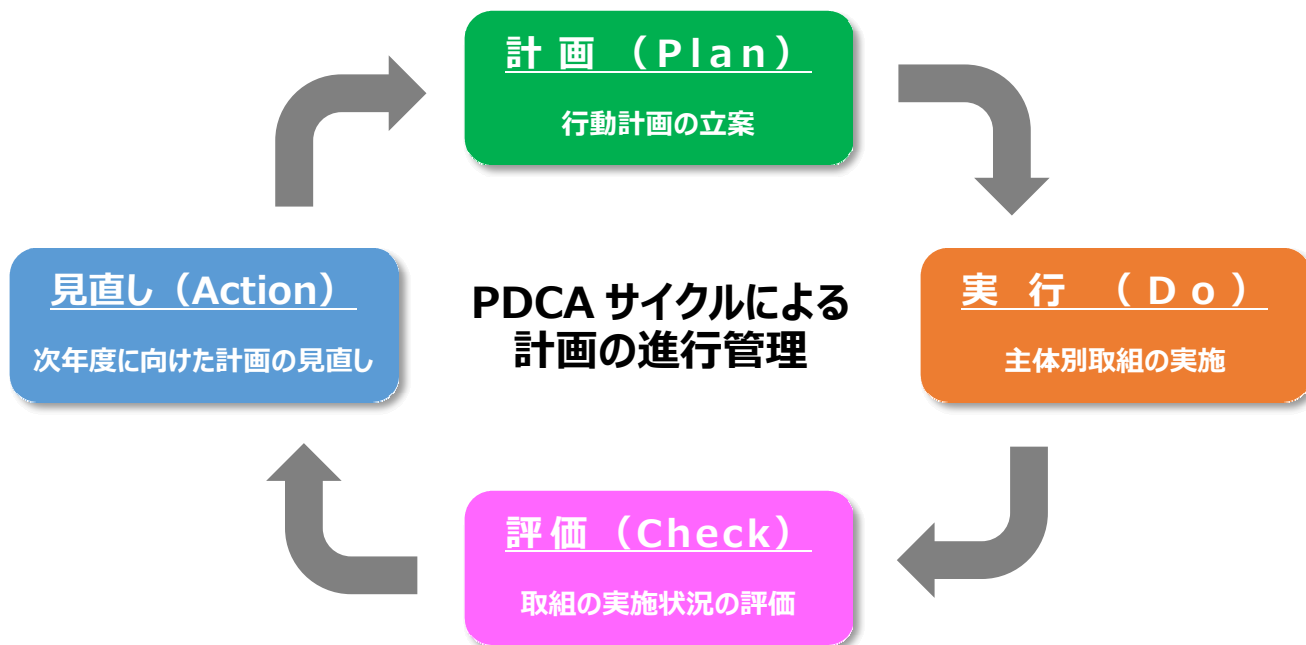 計画（Plan）
行動計画の立案
見直し（Action）
次年度に向けた計画の見直し
PDCA サイクルによる
計画の進行管理
実行（Do）
主体別取組の実施
評価（Check）
取組の実施状況の評価